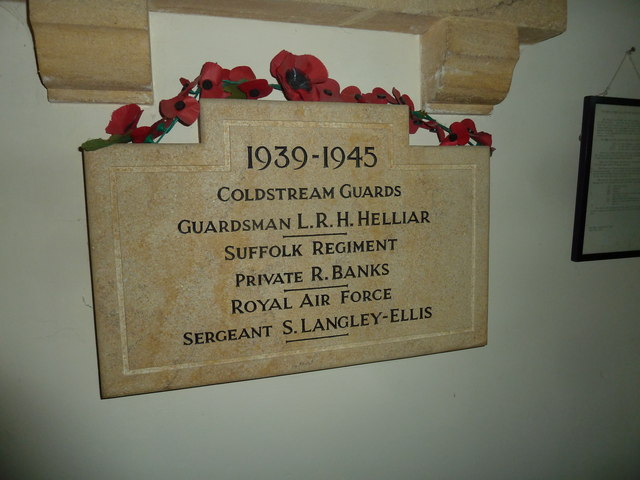 1939-1945
COLDSTREAM GUARDS
GUARDSMAN L.R.H. HELLIAR
SUFFOLK REGIMENT
PRIVATE R. BANKS
ROYAL AIR FORCE
SERGEANT S. LANGLEY-ELLIS